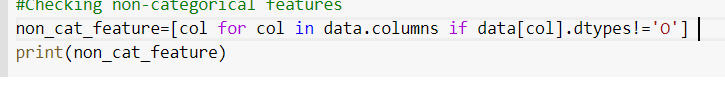 #Checking non-categorical features
non_cat_feature=[col for col in data.columns if data[col].dtypes!='O']
print(non_cat_feature)